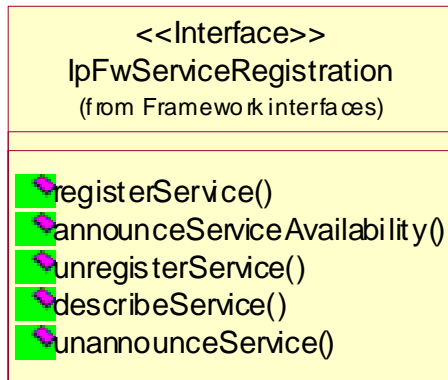 <<Interface>>
IpFwServiceRegistration
(from Framework interfaces)
registerService()
announceServiceAvailability()
unregisterService()
describeService()
unannounceService()